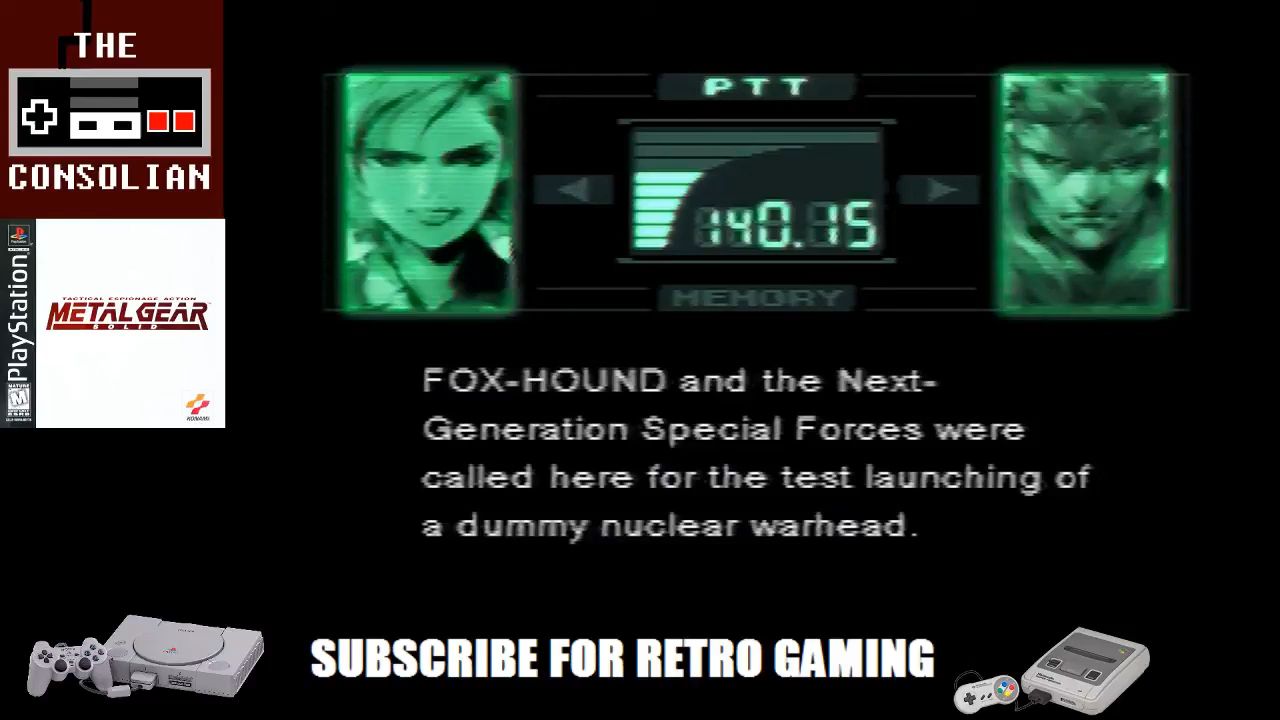 THE
CONSOLIAN
PlayStation
TACTICAL ESPIONAGE ACTION
METAL GEAR
SOLID
KONAMI
PTT
140.15
MEMORY
FOX-HOUND and the Next-
Generation Special Forces were
called here for the test launching of
a dummy nuclear warhead.
SUBSCRIBE FOR RETRO GAMING